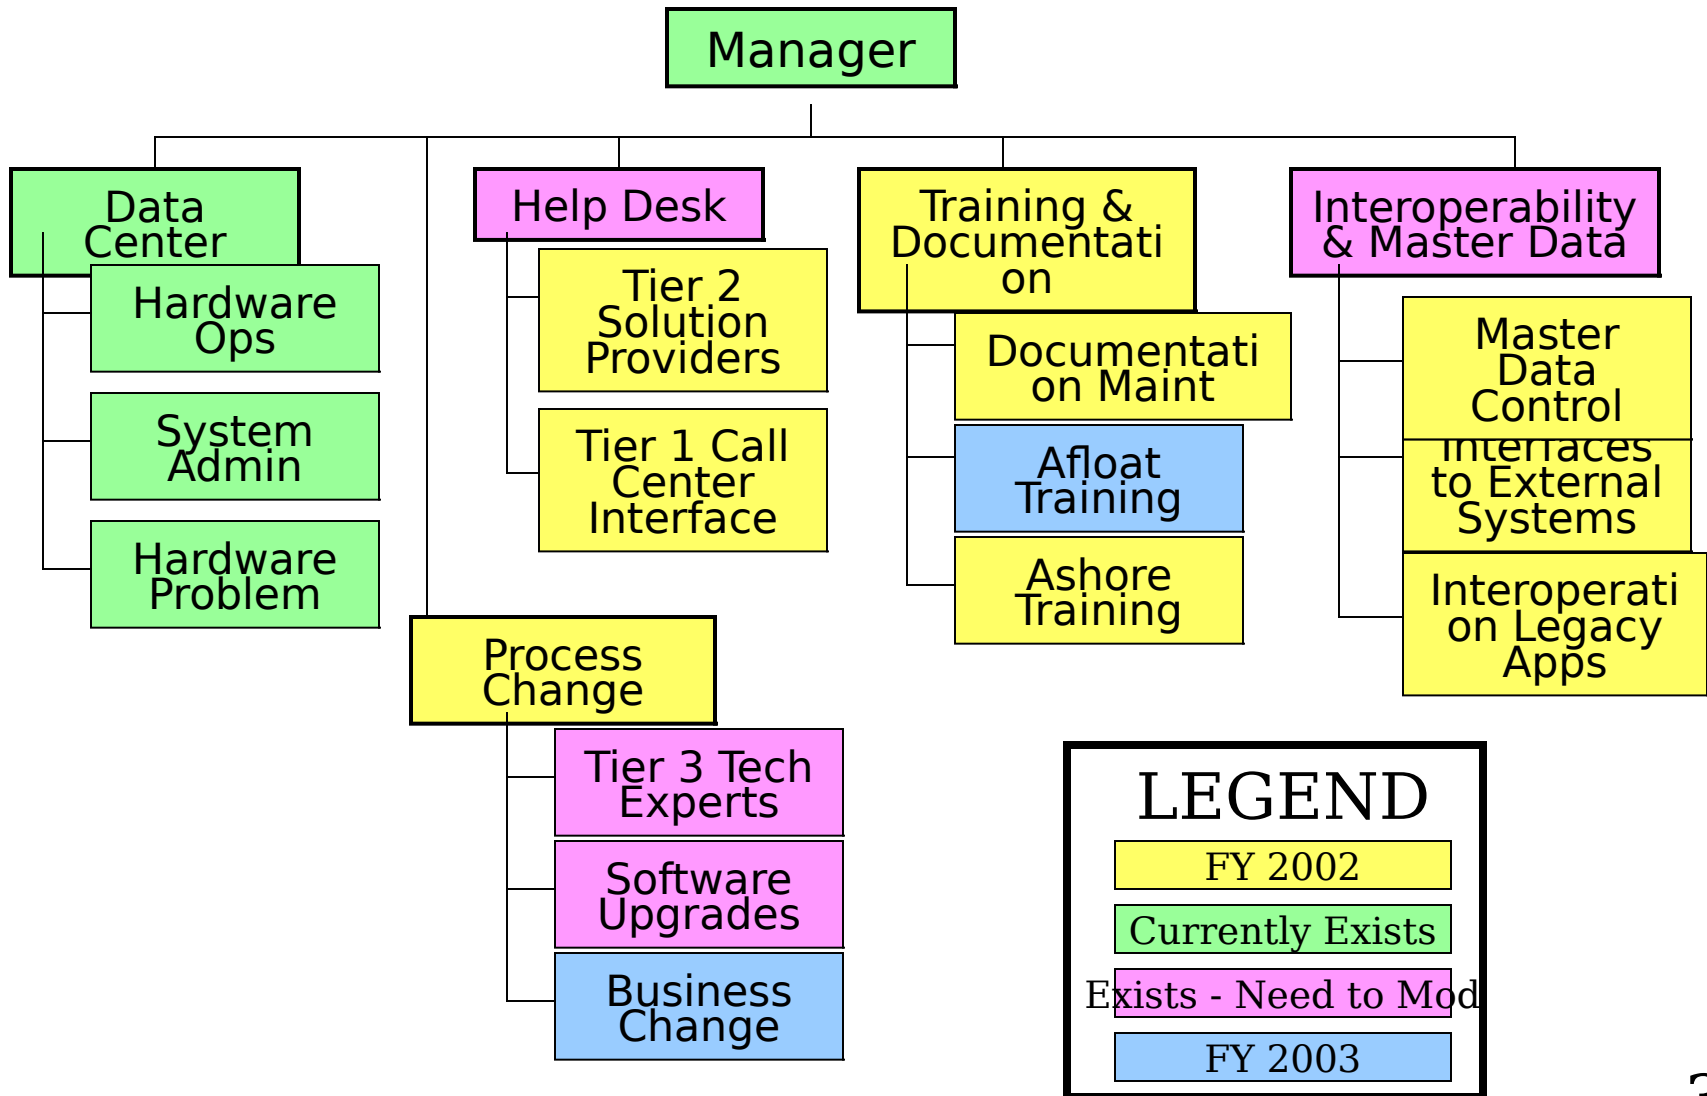 Manager
Data
Center
Hardware
Ops
System
Admin
Hardware
Problem
Help Desk
Tier 2
Solution
Providers
Tier 1 Call
Center
Interface
Process
Change
Tier 3 Tech
Experts
Software
Upgrades
Business
Change
Training &
Documentati
on
Documentati
on Maint
Afloat
Training
Ashore
Training
Interoperability
& Master Data
Master
Data
Control
Interfaces
to External
Systems
Interoperati
on Legacy
Apps
LEGEND
FY 2002
Currently Exists
Exists - Need to Mod
FY 2003